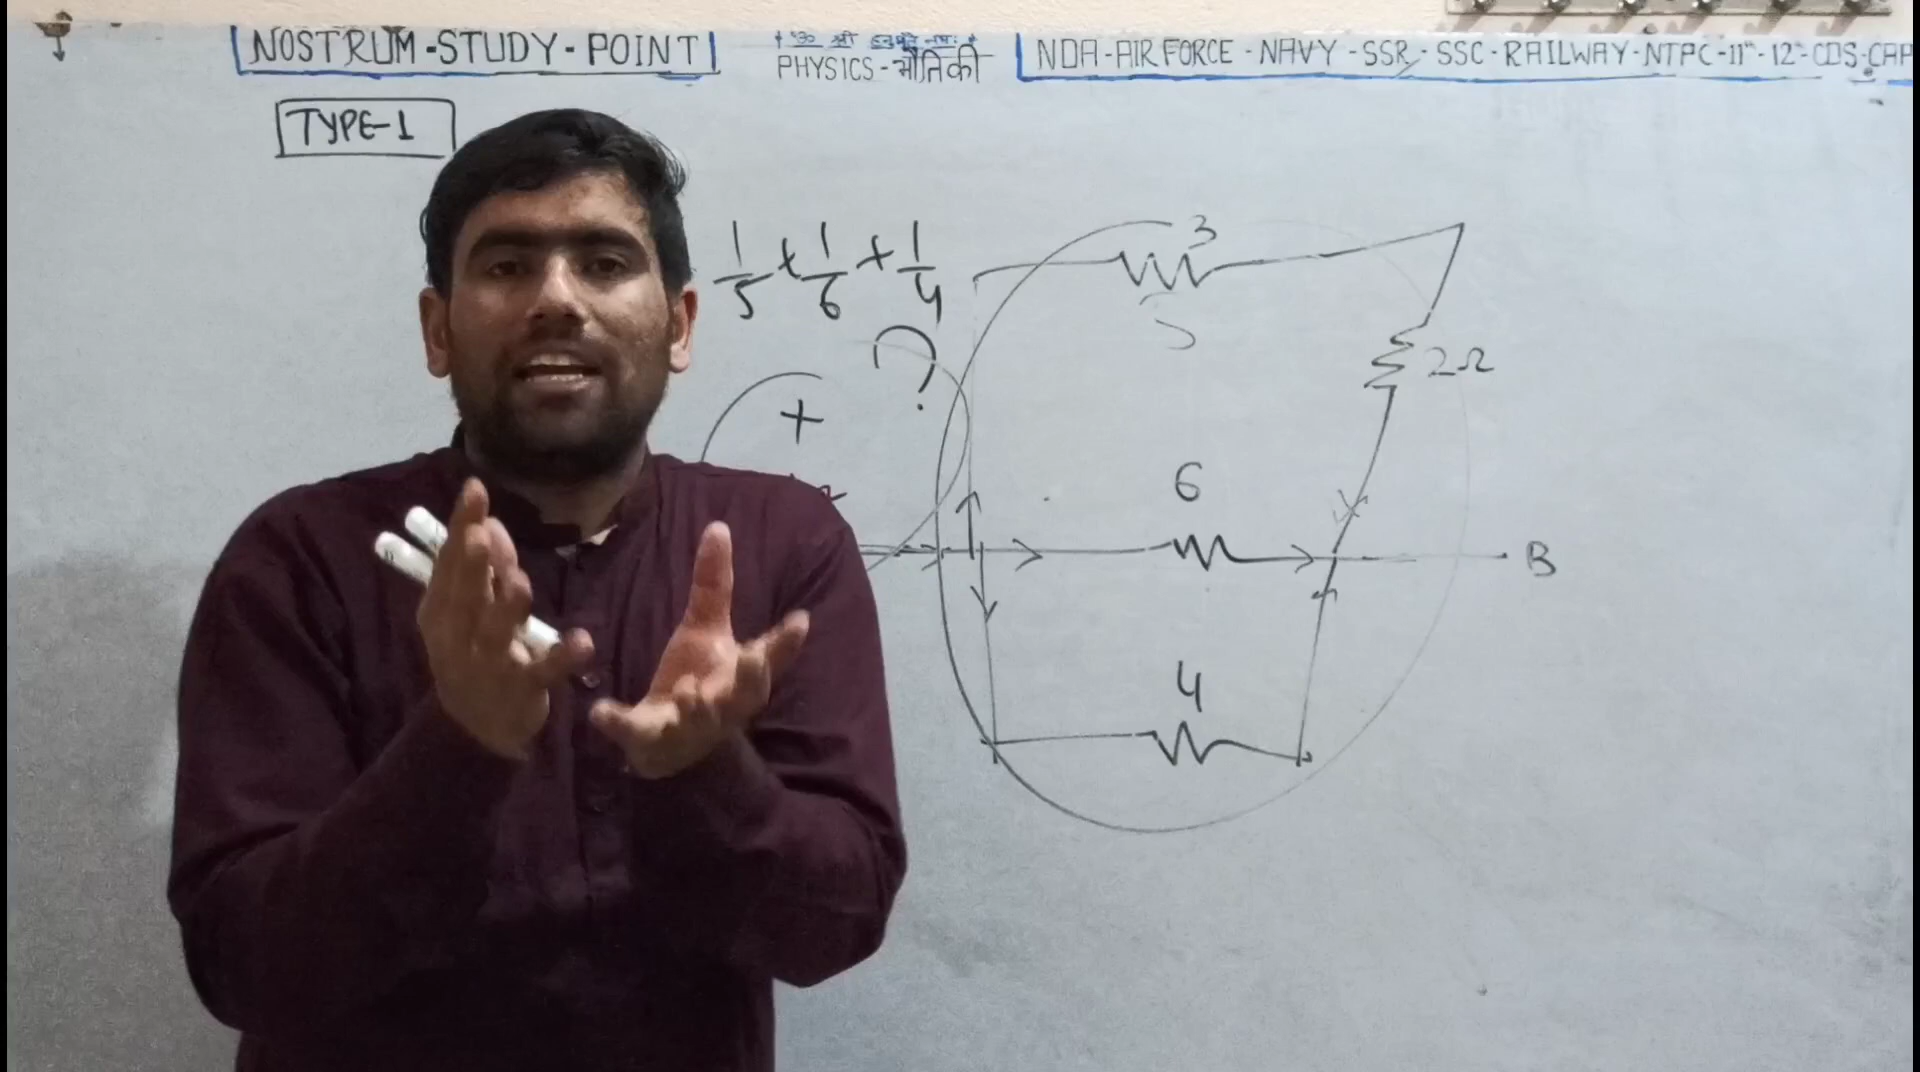 NOSTRUM-STUDY-POINT
PHYSICS-भौतिकी
NDA-AIR FORCE-NAVY-SSR-SSC-RAILWAY-NTPC-11th-12th-CDS-CAP
TYPE-1
1/5 + 1/6 + 1/4
?
+
3
5
2Ω
6
B
4